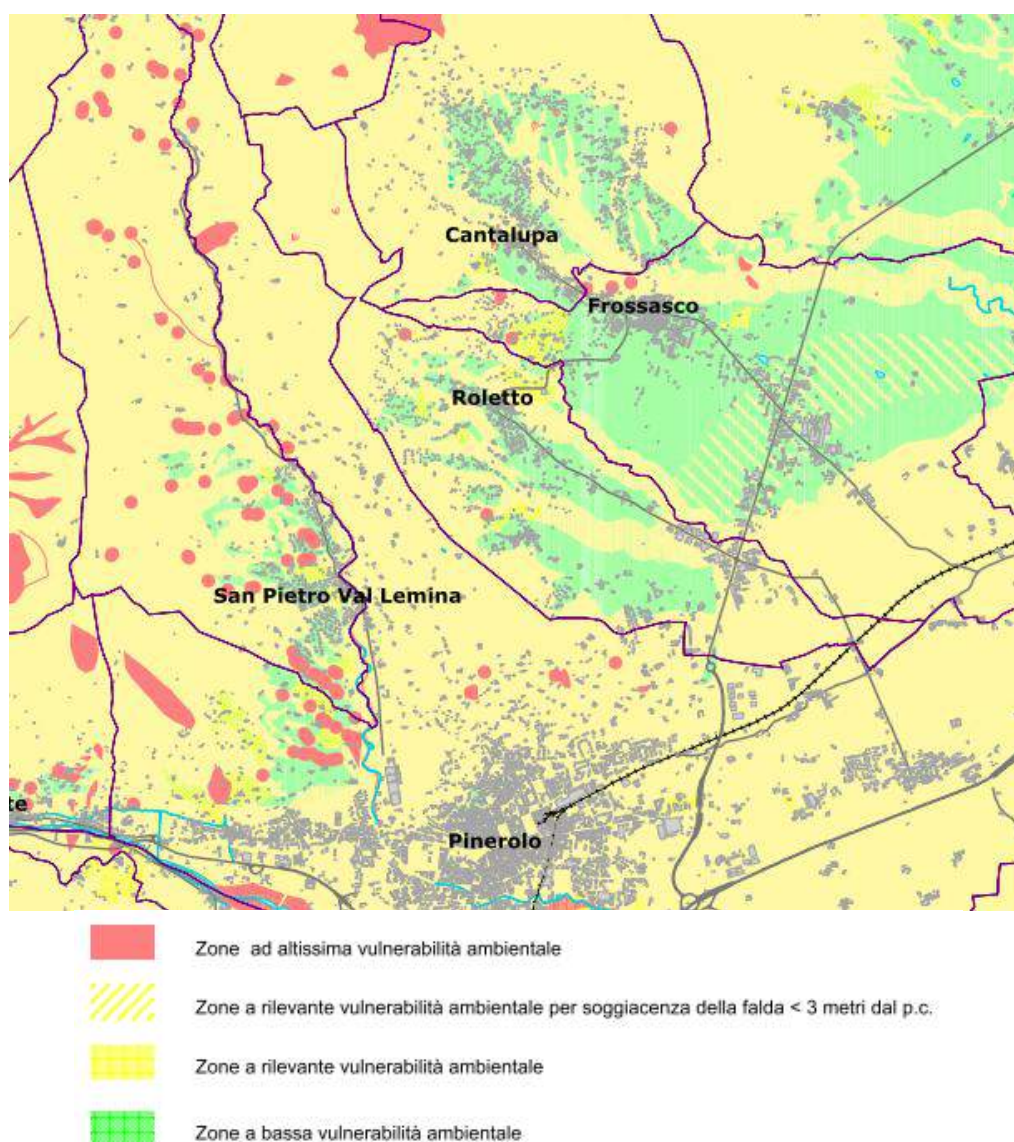 Cantalupa
Frossasco
Roletto
San Pietro Val Lemina
te
Pinerolo
Zone ad altissima vulnerabilità ambientale
Zone a rilevante vulnerabilità ambientale per soggiacenza della falda < 3 metri dal p.c.
Zone a rilevante vulnerabilità ambientale
Zone a bassa vulnerabilità ambientale